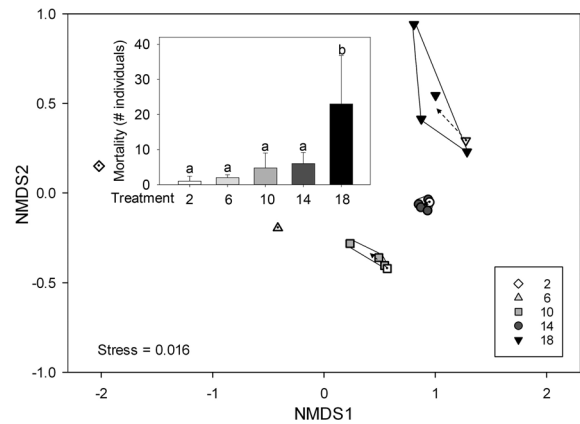 1.0
0.5
0.0
-0.5
-1.0
NMDS2
-2
-1
0
1
2
NMDS1
Stress = 0.016
Mortality (# individuals)
40
30
20
10
0
a
a
a
a
b
Treatment 2 6 10 14 18
2
6
10
14
18